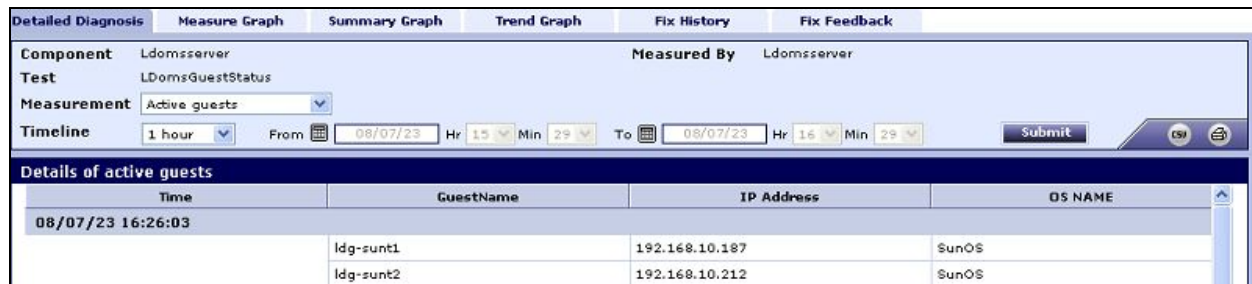 Detailed Diagnosis Measure Graph Summary Graph Trend Graph Fix History Fix Feedback
Component Ldomsserver Measured By Ldomsserver
Test LDomsGuestStatus
Measurement Active guests
Timeline 1 hour From 08/07/23 Hr 15 Min 29 To 08/07/23 Hr 16 Min 29 Submit CSV
Details of active guests
Time GuestName IP Address OS NAME
08/07/23 16:26:03
ldg-sunt1 192.168.10.187 SunOS
ldg-sunt2 192.168.10.212 SunOS